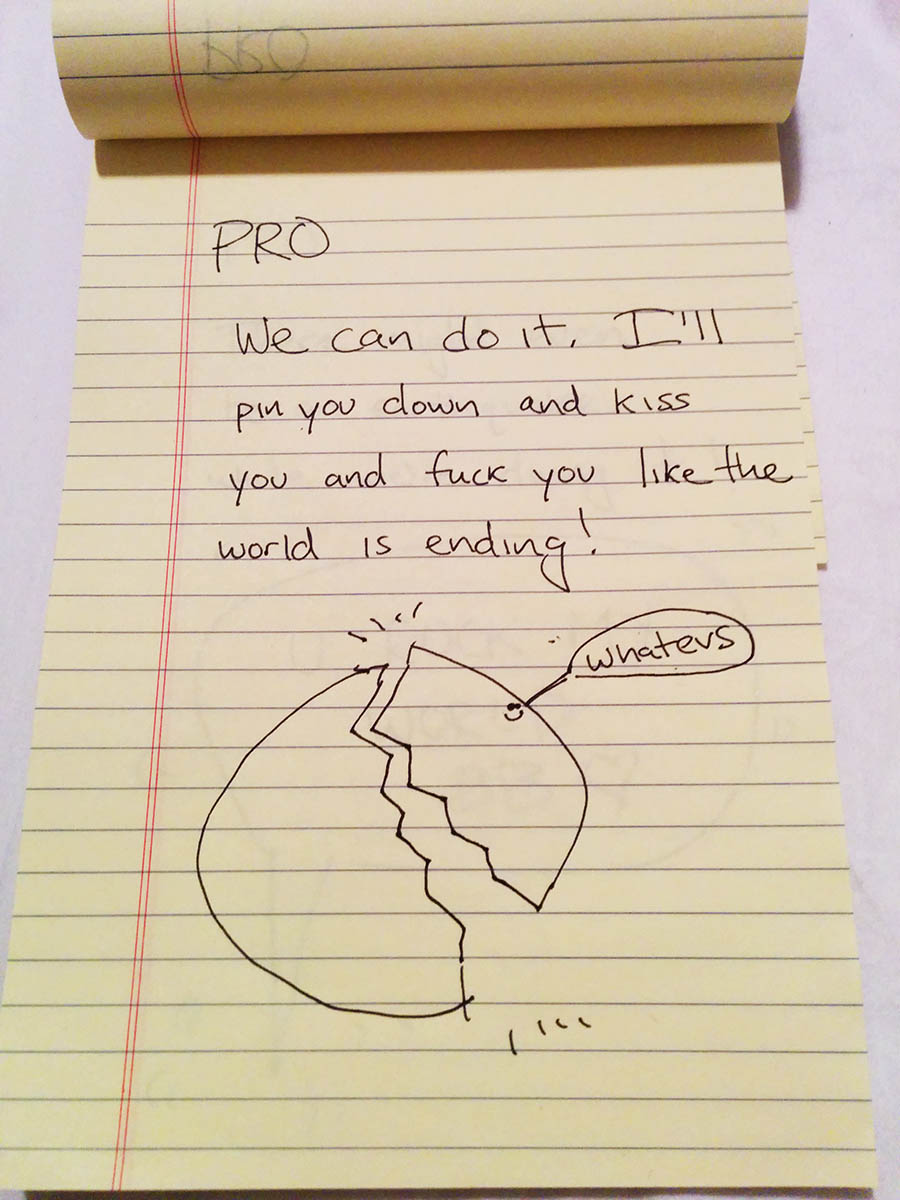 PRO
We can do it. I'll
pin you down and kiss
you and fuck you like the
world is ending!
whatevs